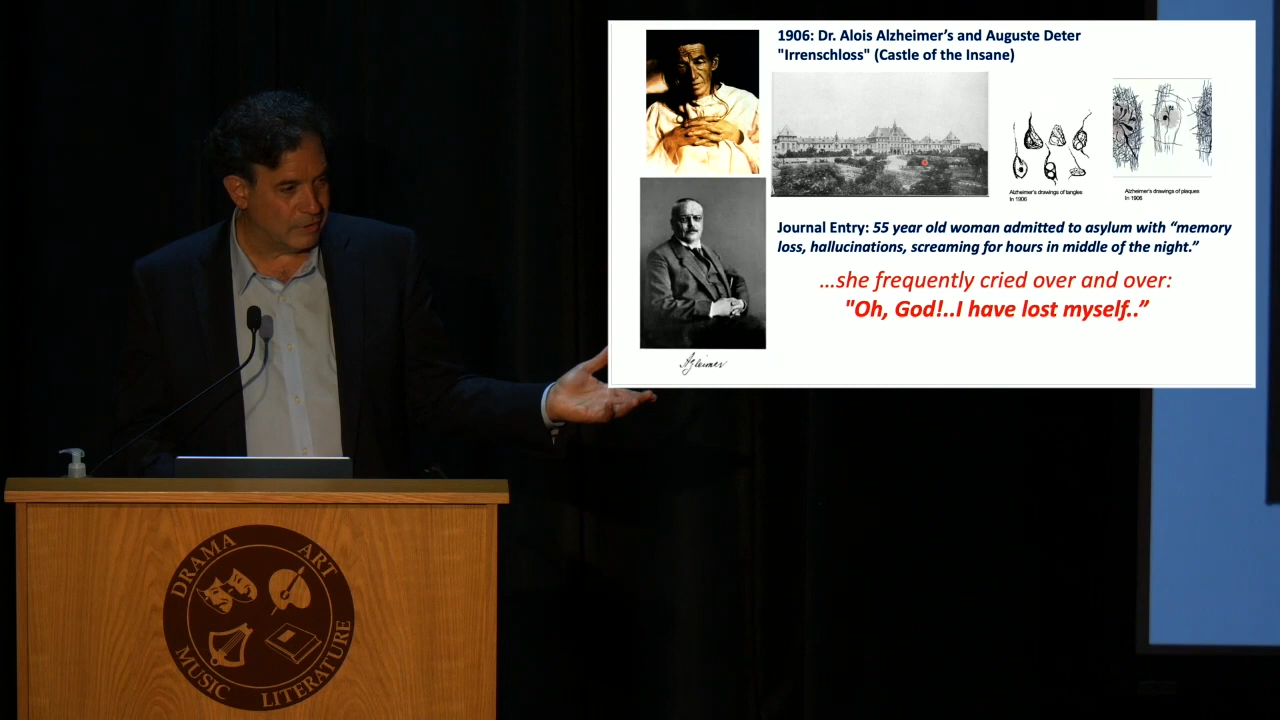 1906: Dr. Alois Alzheimer’s and Auguste Deter
"Irrenschloss" (Castle of the Insane)
Alzheimer's drawings of tangles
In 1906
Alzheimer's drawings of plaques
In 1906
Journal Entry: 55 year old woman admitted to asylum with “memory
loss, hallucinations, screaming for hours in middle of the night.”
...she frequently cried over and over:
"Oh, God!..I have lost myself..”
DRAMA
ART
MUSIC
LITERATURE